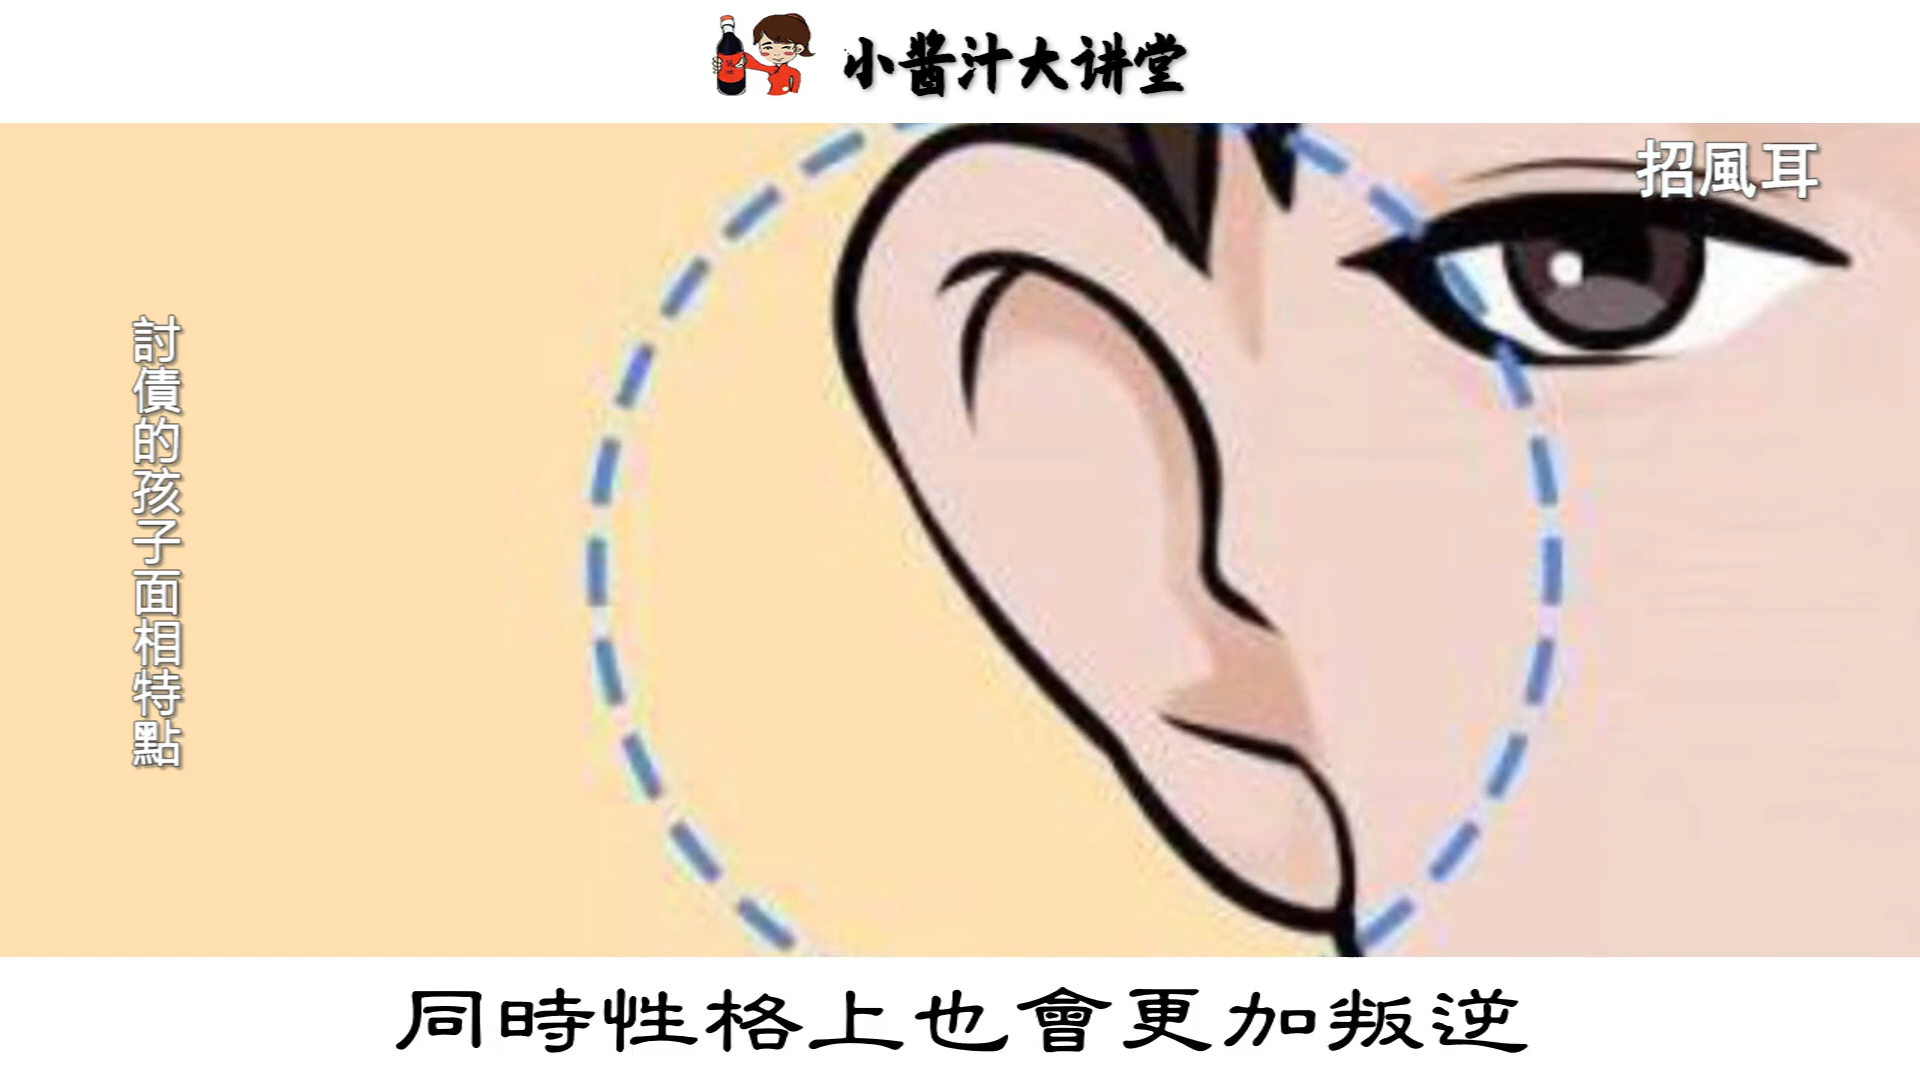 小酱汁大讲堂
招風耳
討債的孩子面相特點
同時性格上也會更加叛逆